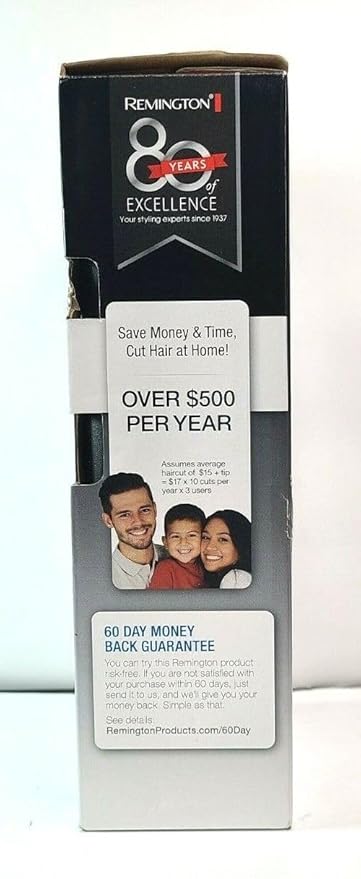 REMINGTON®
80
YEARS
of
EXCELLENCE
Your styling experts since 1937
Save Money & Time,
Cut Hair at Home!
OVER $500
PER YEAR
Assumes average
haircut of $15 + tip
= $17 x 10 cuts per
year x 3 users
60 DAY MONEY
BACK GUARANTEE
You can try this Remington product
risk-free. If you are not satisfied with
your purchase within 60 days, just
send it to us, and we'll give you your
money back. Simple as that.
See details:
RemingtonProducts.com/60Day